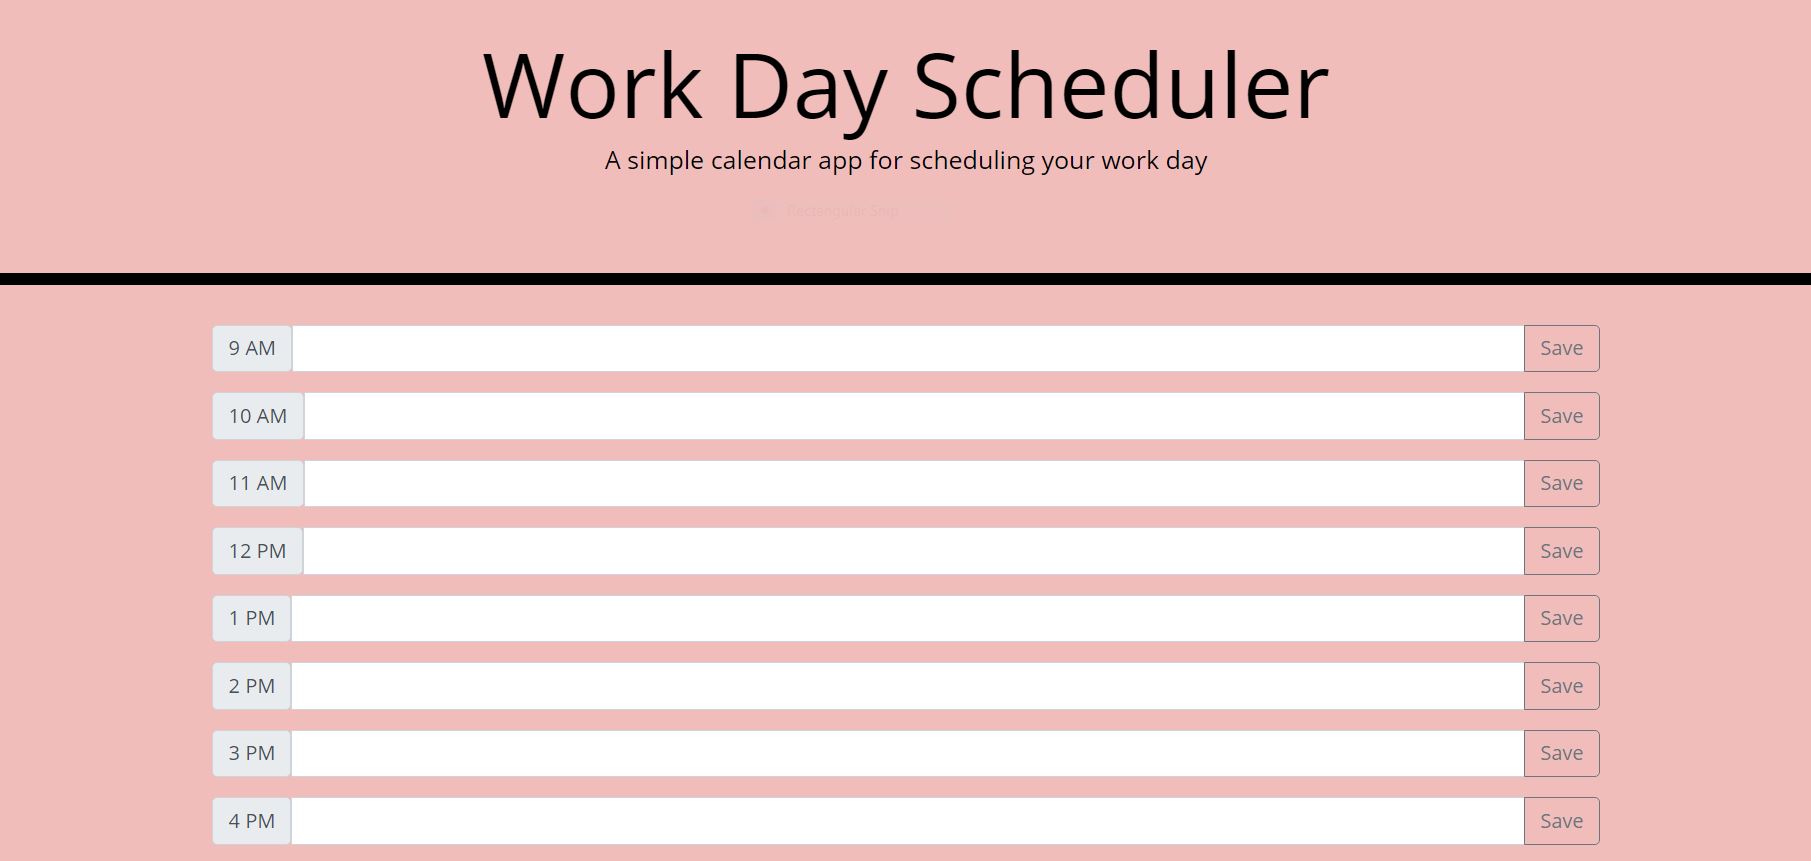 Work Day Scheduler
A simple calendar app for scheduling your work day
Rectangular Snip
9 AM Save
10 AM Save
11 AM Save
12 PM Save
1 PM Save
2 PM Save
3 PM Save
4 PM Save